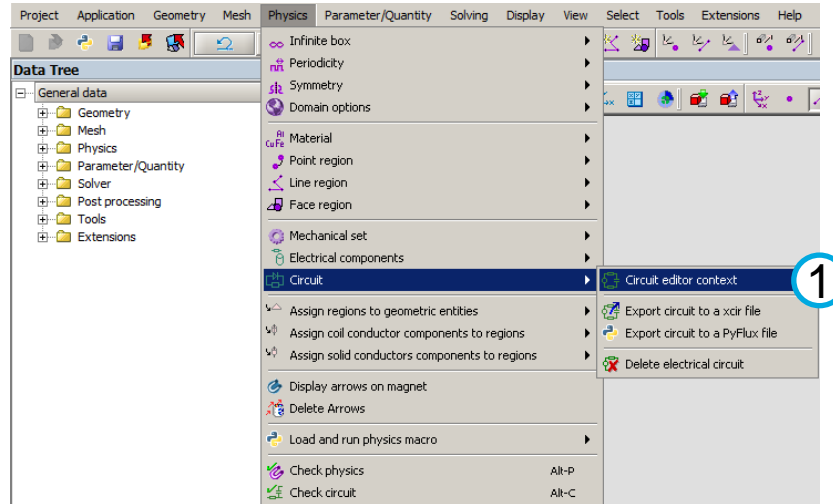 Project Application Geometry Mesh Physics Parameter/Quantity Solving Display View Select Tools Extensions Help
Data Tree
General data
Geometry
Mesh
Physics
Parameter/Quantity
Solver
Post processing
Tools
Extensions
Infinite box
Periodicity
Symmetry
Domain options
Material
Point region
Line region
Face region
Mechanical set
Electrical components
Circuit
Assign regions to geometric entities
Assign coil conductor components to regions
Assign solid conductors components to regions
Display arrows on magnet
Delete Arrows
Load and run physics macro
Check physics Alt-P
Check circuit Alt-C
Circuit editor context 1
Export circuit to a xcir file
Export circuit to a PyFlux file
Delete electrical circuit